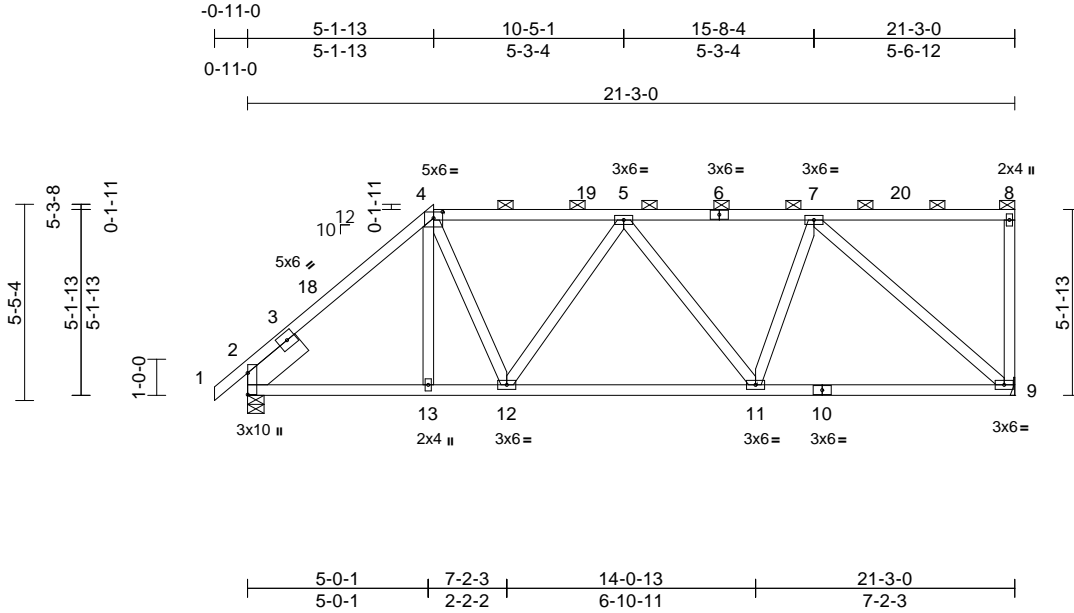 -0-11-0
5-1-13 10-5-1 15-8-4 21-3-0
5-1-13 5-3-4 5-3-4 5-6-12
0-11-0
21-3-0
5x6= 3x6= 3x6= 3x6= 2x4 II
4 19 5 6 7 20 8
5-3-8
0-1-11
0-1-11
12
10
5x6 \\
18
3
2
1
5-5-4
5-1-13
5-1-13
1-0-0
5-1-13
9
13 12 11 10
3x10 II
2x4 II 3x6= 3x6= 3x6= 3x6=
5-0-1 7-2-3 14-0-13 21-3-0
5-0-1 2-2-2 6-10-11 7-2-3